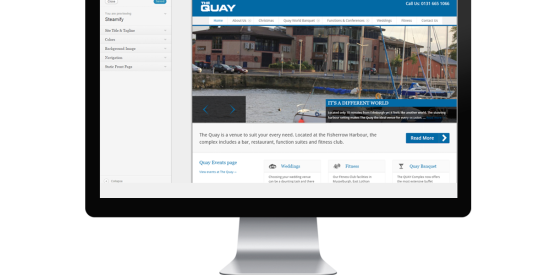 THE
QUAY
Call Us: 0131 665 1066
You are previewing
Steamify
Site Title & Tagline
Colors
Background Image
Navigation
Static Front Page
Collapse
Home About Us Christmas Quay World Banquet Functions & Conferences Weddings Fitness Contact Us
IT'S A DIFFERENT WORLD
The Quay is a venue to suit your every need. Located at the Fisherrow Harbour, the
complex includes a bar, restaurant, function suites and fitness club.
Read More
Quay Events page
View events at The Quay
Weddings
Choosing your wedding venue
can be a daunting task and there
Fitness
Our Fitness Club facilities in
Musselburgh, East Lothian
Quay Banquet
The Quay Complex now offers
the most extensive buffet